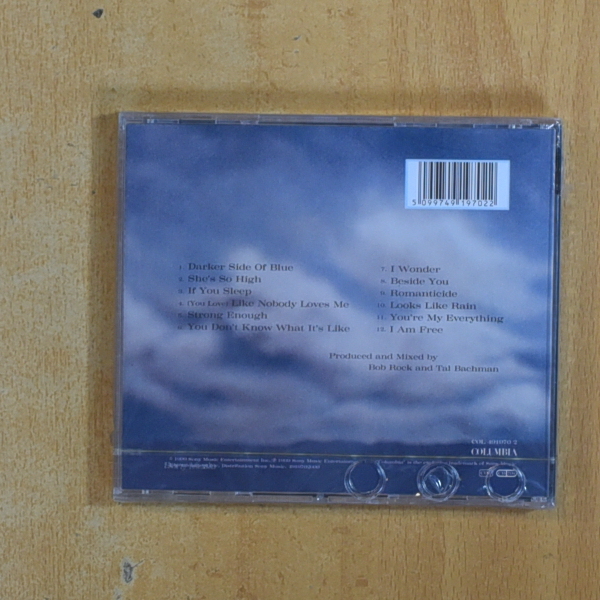 5 099749 197022
1. Darker Side Of Blue
2. She's So High
3. If You Sleep
4. (You Love) Like Nobody Loves Me
5. Strong Enough
6. You Don't Know What It's Like
7. I Wonder
8. Beside You
9. Romanticide
10. Looks Like Rain
11. You're My Everything
12. I Am Free
Produced and Mixed by
Bob Rock and Tal Bachman
COLUMBIA